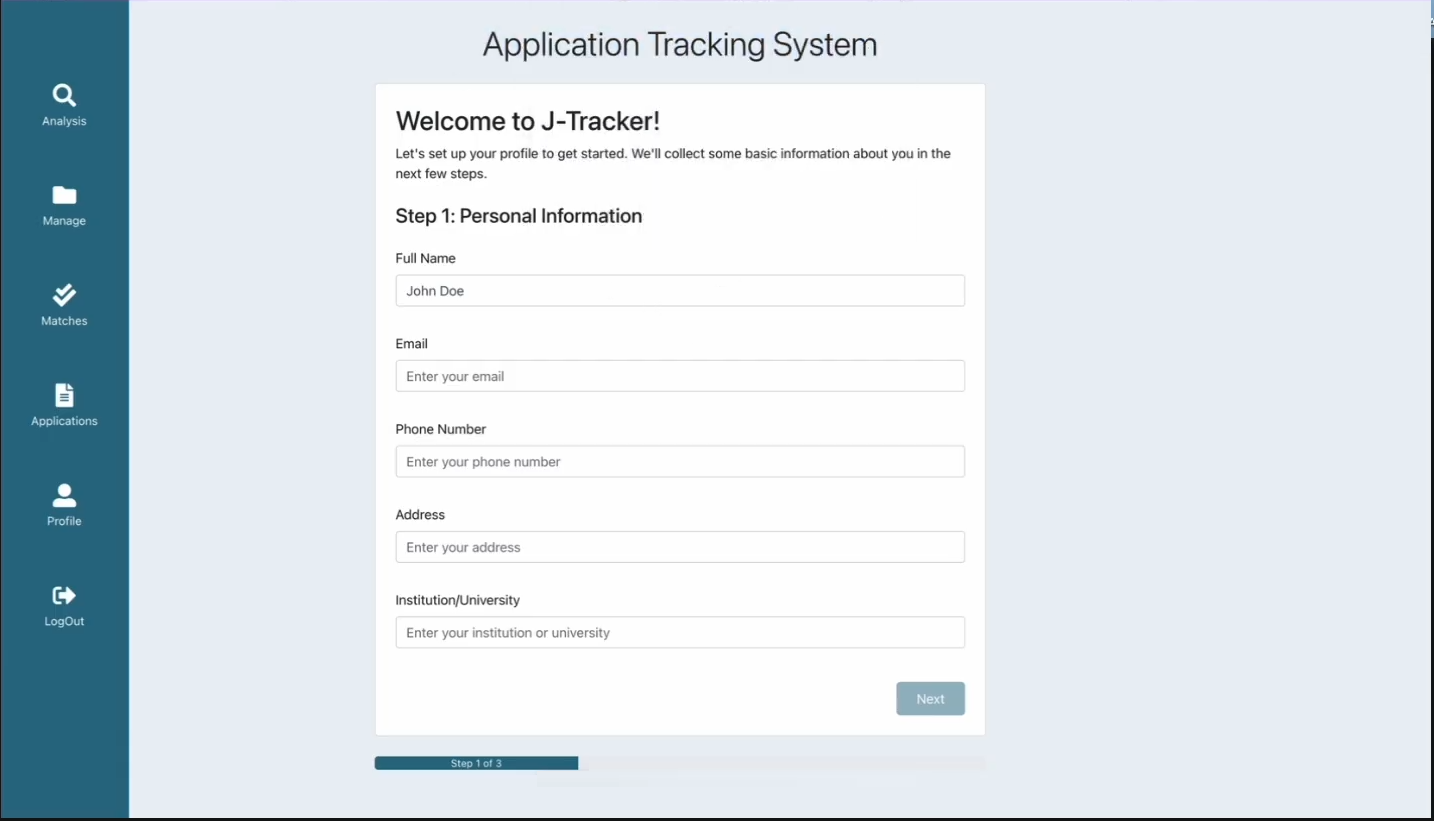 Analysis
Manage
Matches
Applications
Profile
LogOut
Application Tracking System
Welcome to J-Tracker!
Let's set up your profile to get started. We'll collect some basic information about you in the
next few steps.
Step 1: Personal Information
Full Name
John Doe
Email
Enter your email
Phone Number
Enter your phone number
Address
Enter your address
Institution/University
Enter your institution or university
Next
Step 1 of 3